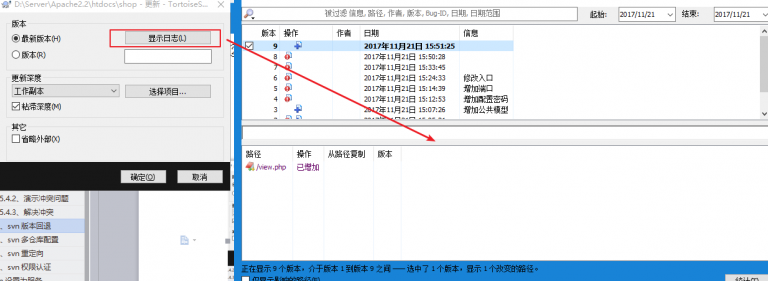 D:\Server\Apache2.2\htdocs\shop - 更新 - TortoiseS...
版本
最新版本(H)
显示日志(L)
版本(R)
更新深度
工作副本
选择项目...
粘滞深度(M)
其它
省略外部(X)
确定(O)
取消
5.4.2、演示冲突问题
5.4.3、解决冲突
、svn 版本回退
、svn 多仓库配置
、svn 重定向
、svn 权限认证
被过滤 信息, 路径, 作者, 版本, Bug-ID, 日期, 日期范围
起始: 2017/11/21
结束: 2017/11/21
版本 操作 作者 日期 信息
9 2017年11月21日 15:51:25
8 2017年11月21日 15:50:28
7 2017年11月21日 15:33:45
6 2017年11月21日 15:24:33 修改入口
5 2017年11月21日 15:14:39 增加端口
4 2017年11月21日 15:12:53 增加配置密码
3 2017年11月21日 15:07:26 增加公共模型
路径 操作 从路径复制 版本
/view.php 已增加
正在显示 9 个版本，介于版本 1 到版本 9 之间 -- 选中了 1 个版本，显示 1 个改变的路径。